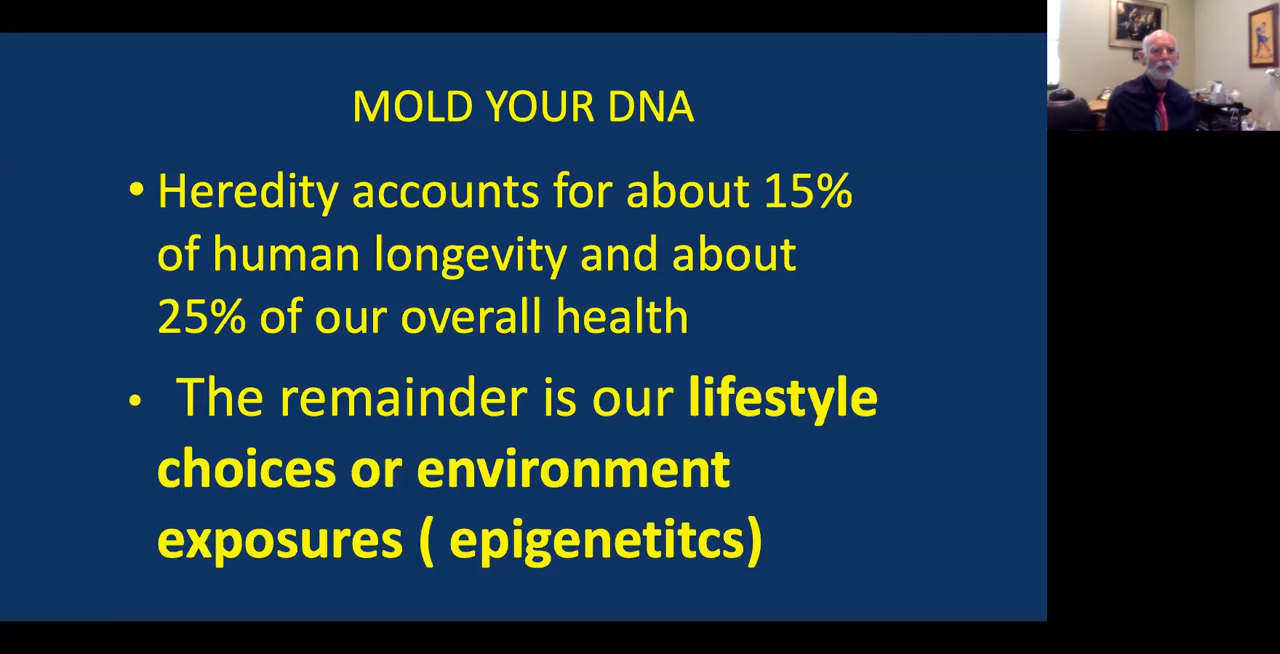 MOLD YOUR DNA
• Heredity accounts for about 15%
of human longevity and about
25% of our overall health
• The remainder is our lifestyle
choices or environment
exposures ( epigenetitcs)